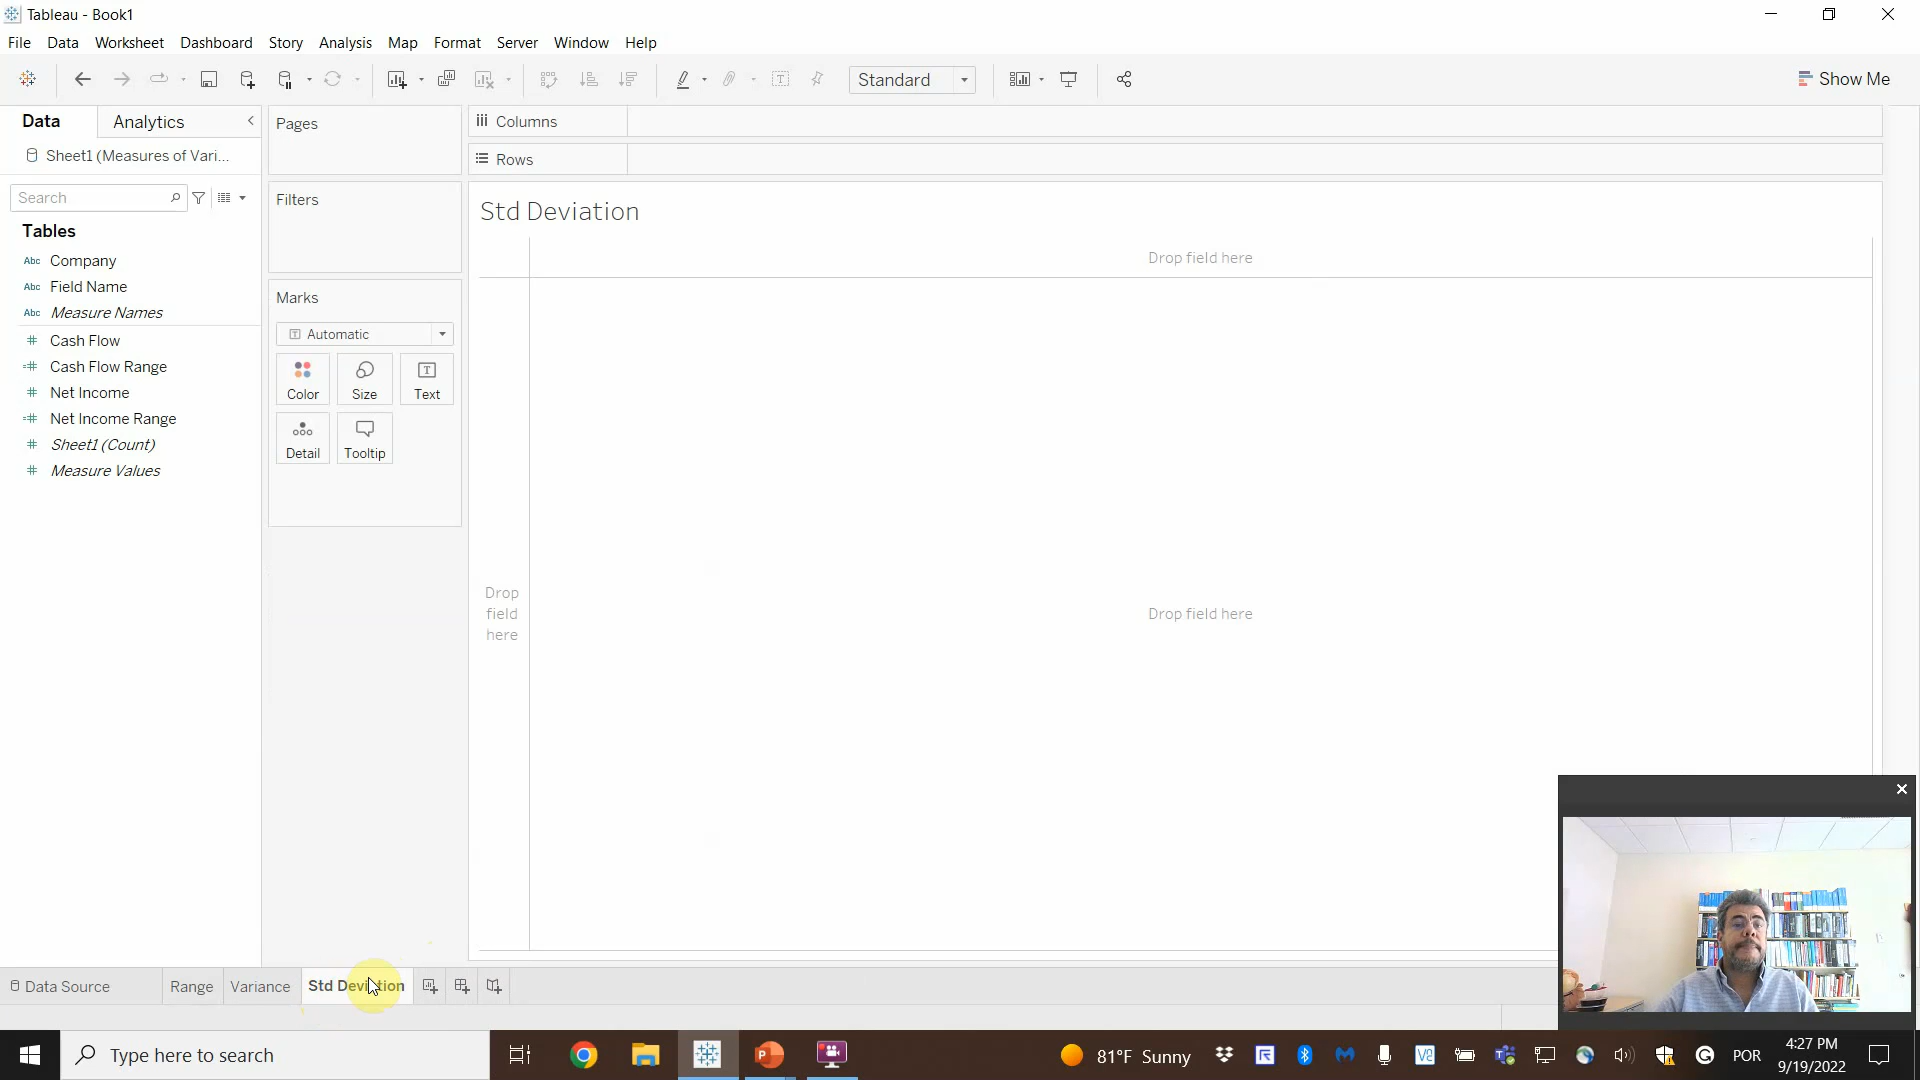 Tableau - Book1
File Data Worksheet Dashboard Story Analysis Map Format Server Window Help
Standard
Show Me
Data Analytics
Sheet1 (Measures of Vari...
Search
Tables
Abc Company
Abc Field Name
Abc Measure Names
# Cash Flow
=# Cash Flow Range
# Net Income
=# Net Income Range
# Sheet1 (Count)
# Measure Values
Pages
Filters
Marks
Automatic
Color Size Text
Detail Tooltip
Columns
Rows
Std Deviation
Drop field here
Drop
field
here
Drop field here
Data Source Range Variance Std Deviation
Type here to search
81°F Sunny
POR
4:27 PM
9/19/2022